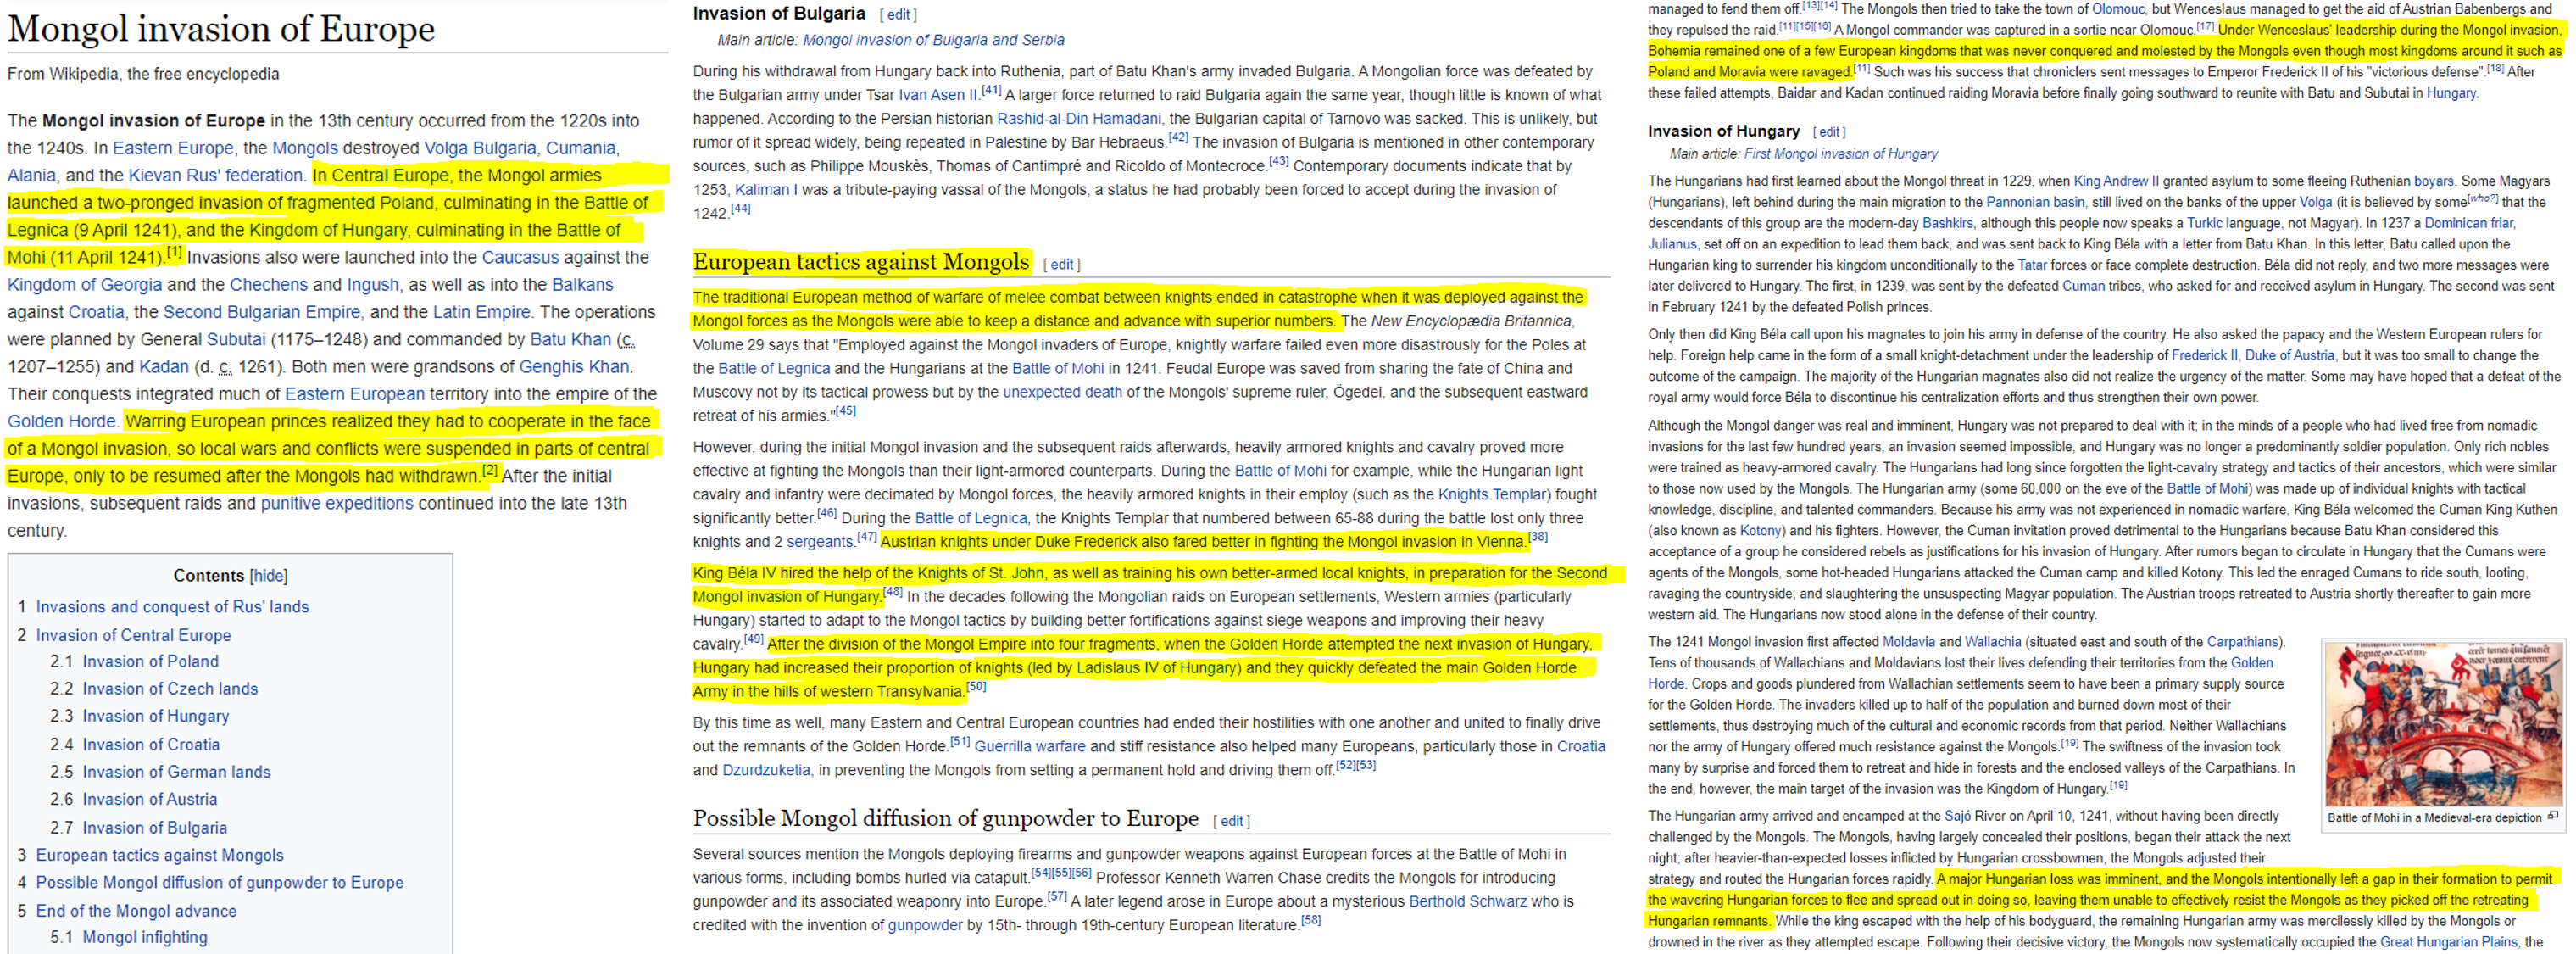 Mongol invasion of Europe
From Wikipedia, the free encyclopedia
The Mongol invasion of Europe in the 13th century occurred from the 1220s into
the 1240s. In Eastern Europe, the Mongols destroyed Volga Bulgaria, Cumania,
Alania, and the Kievan Rus' federation. In Central Europe, the Mongol armies
launched a two-pronged invasion of fragmented Poland, culminating in the Battle of
Legnica (9 April 1241), and the Kingdom of Hungary, culminating in the Battle of
Mohi (11 April 1241).[1] Invasions also were launched into the Caucasus against the
Kingdom of Georgia and the Chechens and Ingush, as well as into the Balkans
against Croatia, the Second Bulgarian Empire, and the Latin Empire. The operations
were planned by General Subutai (1175–1248) and commanded by Batu Khan (c.
1207–1255) and Kadan (d. c. 1261). Both men were grandsons of Genghis Khan.
Their conquests integrated much of Eastern European territory into the empire of the
Golden Horde. Warring European princes realized they had to cooperate in the face
of a Mongol invasion, so local wars and conflicts were suspended in parts of central
Europe, only to be resumed after the Mongols had withdrawn.[2] After the initial
invasions, subsequent raids and punitive expeditions continued into the late 13th
century.
Contents [hide]
1 Invasions and conquest of Rus' lands
2 Invasion of Central Europe
2.1 Invasion of Poland
2.2 Invasion of Czech lands
2.3 Invasion of Hungary
2.4 Invasion of Croatia
2.5 Invasion of German lands
2.6 Invasion of Austria
2.7 Invasion of Bulgaria
3 European tactics against Mongols
4 Possible Mongol diffusion of gunpowder to Europe
5 End of the Mongol advance
5.1 Mongol infighting
Invasion of Bulgaria [ edit ]
Main article: Mongol invasion of Bulgaria and Serbia
During his withdrawal from Hungary back into Ruthenia, part of Batu Khan's army invaded Bulgaria. A Mongolian force was defeated by
the Bulgarian army under Tsar Ivan Asen II.[41] A larger force returned to raid Bulgaria again the same year, though little is known of what
happened. According to the Persian historian Rashid-al-Din Hamadani, the Bulgarian capital of Tarnovo was sacked. This is unlikely, but
rumor of it spread widely, being repeated in Palestine by Bar Hebraeus.[42] The invasion of Bulgaria is mentioned in other contemporary
sources, such as Philippe Mouskès, Thomas of Cantimpré and Ricoldo of Montecroce.[43] Contemporary documents indicate that by
1253, Kaliman I was a tribute-paying vassal of the Mongols, a status he had probably been forced to accept during the invasion of
1242.[44]
European tactics against Mongols [ edit ]
The traditional European method of warfare of melee combat between knights ended in catastrophe when it was deployed against the
Mongol forces as the Mongols were able to keep a distance and advance with superior numbers. The New Encyclopædia Britannica,
Volume 29 says that "Employed against the Mongol invaders of Europe, knightly warfare failed even more disastrously for the Poles at
the Battle of Legnica and the Hungarians at the Battle of Mohi in 1241. Feudal Europe was saved from sharing the fate of China and
Muscovy not by its tactical prowess but by the unexpected death of the Mongols' supreme ruler, Ögedei, and the subsequent eastward
retreat of his armies."[45]
However, during the initial Mongol invasion and the subsequent raids afterwards, heavily armored knights and cavalry proved more
effective at fighting the Mongols than their light-armored counterparts. During the Battle of Mohi for example, while the Hungarian light
cavalry and infantry were decimated by Mongol forces, the heavily armored knights in their employ (such as the Knights Templar) fought
significantly better.[46] During the Battle of Legnica, the Knights Templar that numbered between 65-88 during the battle lost only three
knights and 2 sergeants.[47] Austrian knights under Duke Frederick also fared better in fighting the Mongol invasion in Vienna.[38]
King Béla IV hired the help of the Knights of St. John, as well as training his own better-armed local knights, in preparation for the Second
Mongol invasion of Hungary.[48] In the decades following the Mongolian raids on European settlements, Western armies (particularly
Hungary) started to adapt to the Mongol tactics by building better fortifications against siege weapons and improving their heavy
cavalry.[49] After the division of the Mongol Empire into four fragments, when the Golden Horde attempted the next invasion of Hungary,
Hungary had increased their proportion of knights (led by Ladislaus IV of Hungary) and they quickly defeated the main Golden Horde
Army in the hills of western Transylvania.[50]
By this time as well, many Eastern and Central European countries had ended their hostilities with one another and united to finally drive
out the remnants of the Golden Horde.[51] Guerrilla warfare and stiff resistance also helped many Europeans, particularly those in Croatia
and Dzurdzuketia, in preventing the Mongols from setting a permanent hold and driving them off.[52][53]
Possible Mongol diffusion of gunpowder to Europe [ edit ]
Several sources mention the Mongols deploying firearms and gunpowder weapons against European forces at the Battle of Mohi in
various forms, including bombs hurled via catapult.[54][55][56] Professor Kenneth Warren Chase credits the Mongols for introducing
gunpowder and its associated weaponry into Europe.[57] A later legend arose in Europe about a mysterious Berthold Schwarz who is
credited with the invention of gunpowder by 15th- through 19th-century European literature.[58]
managed to fend them off.[13][14] The Mongols then tried to take the town of Olomouc, but Wenceslaus managed to get the aid of Austrian Babenbergs and
they repulsed the raid.[11][15][16] A Mongol commander was captured in a sortie near Olomouc.[17] Under Wenceslaus' leadership during the Mongol invasion,
Bohemia remained one of a few European kingdoms that was never conquered and molested by the Mongols even though most kingdoms around it such as
Poland and Moravia were ravaged.[11] Such was his success that chroniclers sent messages to Emperor Frederick II of his "victorious defense".[18] After
these failed attempts, Baidar and Kadan continued raiding Moravia before finally going southward to reunite with Batu and Subutai in Hungary.
Invasion of Hungary [ edit ]
Main article: First Mongol invasion of Hungary
The Hungarians had first learned about the Mongol threat in 1229, when King Andrew II granted asylum to some fleeing Ruthenian boyars. Some Magyars
(Hungarians), left behind during the main migration to the Pannonian basin, still lived on the banks of the upper Volga (it is believed by some[who?] that the
descendants of this group are the modern-day Bashkirs, although this people now speaks a Turkic language, not Magyar). In 1237 a Dominican friar,
Julianus, set off on an expedition to lead them back, and was sent back to King Béla with a letter from Batu Khan. In this letter, Batu called upon the
Hungarian king to surrender his kingdom unconditionally to the Tatar forces or face complete destruction. Béla did not reply, and two more messages were
later delivered to Hungary. The first, in 1239, was sent by the defeated Cuman tribes, who asked for and received asylum in Hungary. The second was sent
in February 1241 by the defeated Polish princes.
Only then did King Béla call upon his magnates to join his army in defense of the country. He also asked the papacy and the Western European rulers for
help. Foreign help came in the form of a small knight-detachment under the leadership of Frederick II, Duke of Austria, but it was too small to change the
outcome of the campaign. The majority of the Hungarian magnates also did not realize the urgency of the matter. Some may have hoped that a defeat of the
royal army would force Béla to discontinue his centralization efforts and thus strengthen their own power.
Although the Mongol danger was real and imminent, Hungary was not prepared to deal with it; in the minds of a people who had lived free from nomadic
invasions for the last few hundred years, an invasion seemed impossible, and Hungary was no longer a predominantly soldier population. Only rich nobles
were trained as heavy-armored cavalry. The Hungarians had long since forgotten the light-cavalry strategy and tactics of their ancestors, which were similar
to those now used by the Mongols. The Hungarian army (some 60,000 on the eve of the Battle of Mohi) was made up of individual knights with tactical
knowledge, discipline, and talented commanders. Because his army was not experienced in nomadic warfare, King Béla welcomed the Cuman King Kuthen
(also known as Kotony) and his fighters. However, the Cuman invitation proved detrimental to the Hungarians because Batu Khan considered this
acceptance of a group he considered rebels as justifications for his invasion of Hungary. After rumors began to circulate in Hungary that the Cumans were
agents of the Mongols, some hot-headed Hungarians attacked the Cuman camp and killed Kotony. This led the enraged Cumans to ride south, looting,
ravaging the countryside, and slaughtering the unsuspecting Magyar population. The Austrian troops retreated to Austria shortly thereafter to gain more
western aid. The Hungarians now stood alone in the defense of their country.
The 1241 Mongol invasion first affected Moldavia and Wallachia (situated east and south of the Carpathians).
Tens of thousands of Wallachians and Moldavians lost their lives defending their territories from the Golden
Horde. Crops and goods plundered from Wallachian settlements seem to have been a primary supply source
for the Golden Horde. The invaders killed up to half of the population and burned down most of their
settlements, thus destroying much of the cultural and economic records from that period. Neither Wallachians
nor the army of Hungary offered much resistance against the Mongols.[19] The swiftness of the invasion took
many by surprise and forced them to retreat and hide in forests and the enclosed valleys of the Carpathians. In
the end, however, the main target of the invasion was the Kingdom of Hungary.[19]
Battle of Mohi in a Medieval-era depiction
The Hungarian army arrived and encamped at the Sajó River on April 10, 1241, without having been directly
challenged by the Mongols. The Mongols, having largely concealed their positions, began their attack the next
night; after heavier-than-expected losses inflicted by Hungarian crossbowmen, the Mongols adjusted their
strategy and routed the Hungarian forces rapidly. A major Hungarian loss was imminent, and the Mongols intentionally left a gap in their formation to permit
the wavering Hungarian forces to flee and spread out in doing so, leaving them unable to effectively resist the Mongols as they picked off the retreating
Hungarian remnants. While the king escaped with the help of his bodyguard, the remaining Hungarian army was mercilessly killed by the Mongols or
drowned in the river as they attempted escape. Following their decisive victory, the Mongols now systematically occupied the Great Hungarian Plains, the